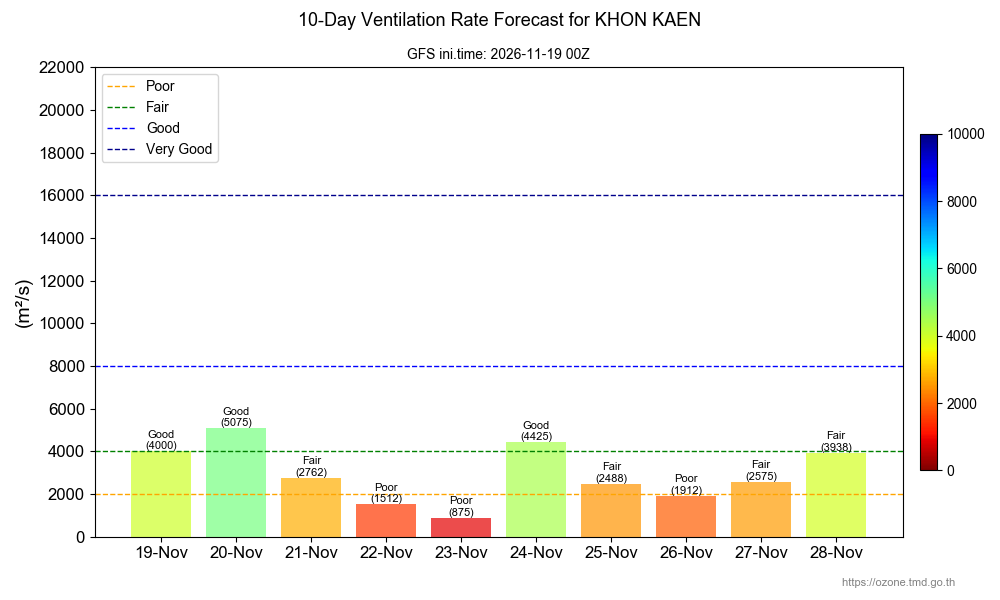 10-Day Ventilation Rate Forecast for KHON KAEN
GFS ini.time: 2026-11-19 00Z
22000
20000
18000
16000
14000
12000
10000
8000
6000
4000
2000
0
(m²/s)
Poor
Fair
Good
Very Good
Good
(4000)
Good
(5075)
Fair
(2762)
Poor
(1512)
Poor
(875)
Good
(4425)
Fair
(2488)
Poor
(1912)
Fair
(2575)
Fair
(3938)
19-Nov
20-Nov
21-Nov
22-Nov
23-Nov
24-Nov
25-Nov
26-Nov
27-Nov
28-Nov
10000
8000
6000
4000
2000
0
https://ozone.tmd.go.th